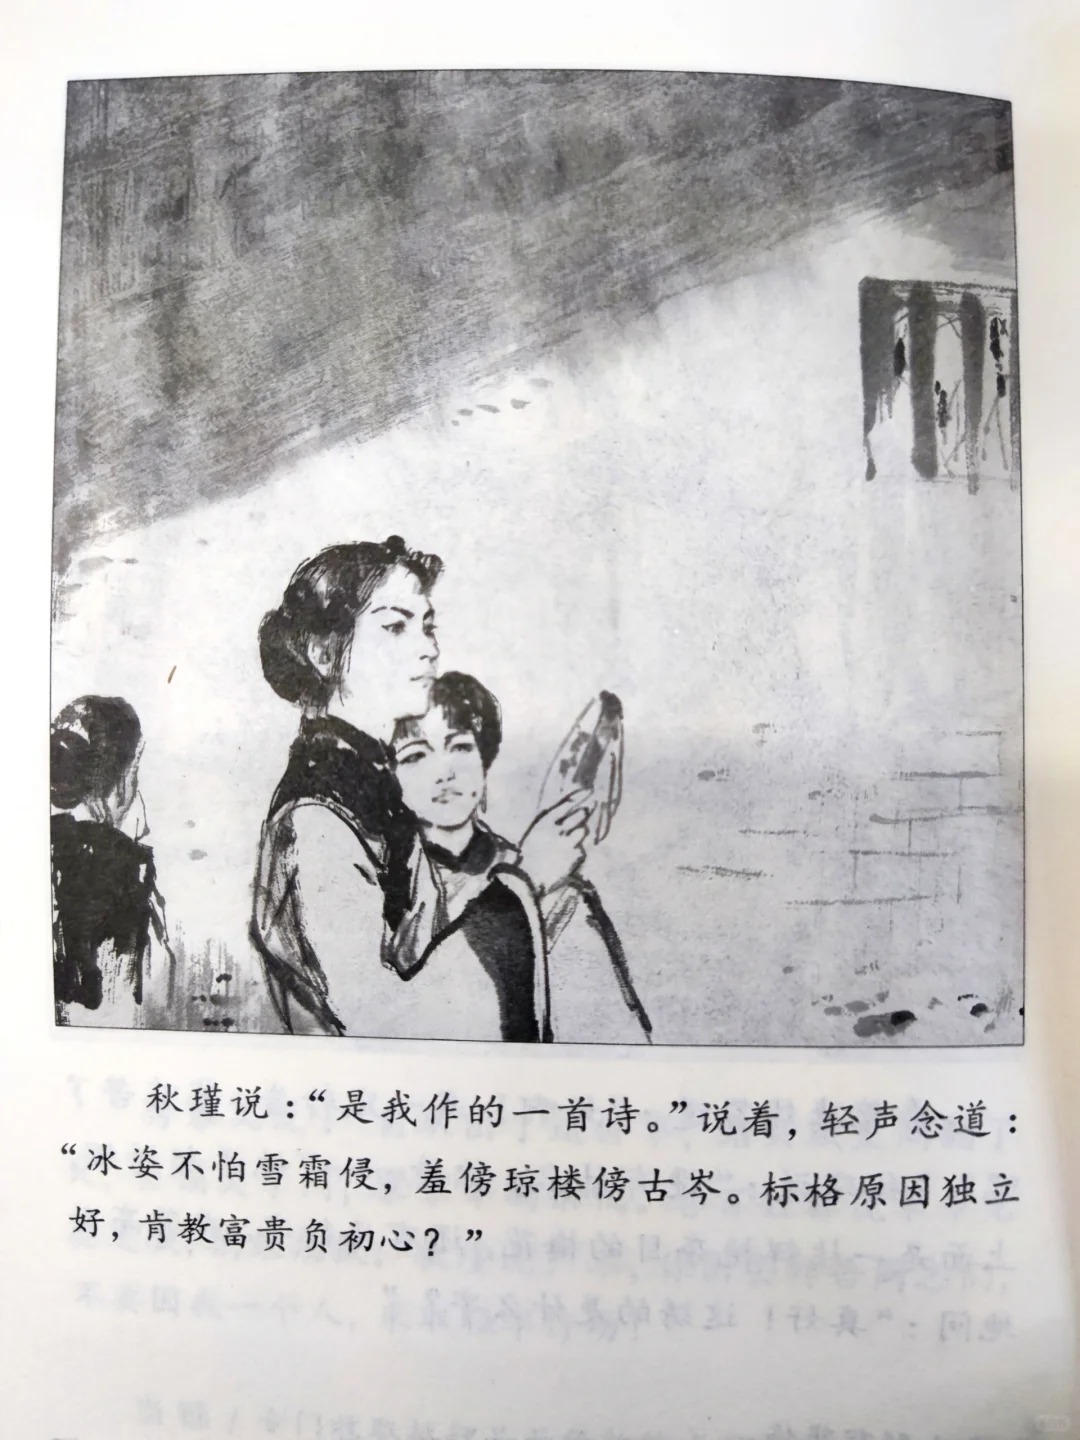 秋瑾说：“是我作的一首诗。”说着，轻声念道：
“冰姿不怕雪霜侵，羞傍琼楼傍古岑。标格原因独立
好，肯教富贵负初心？”